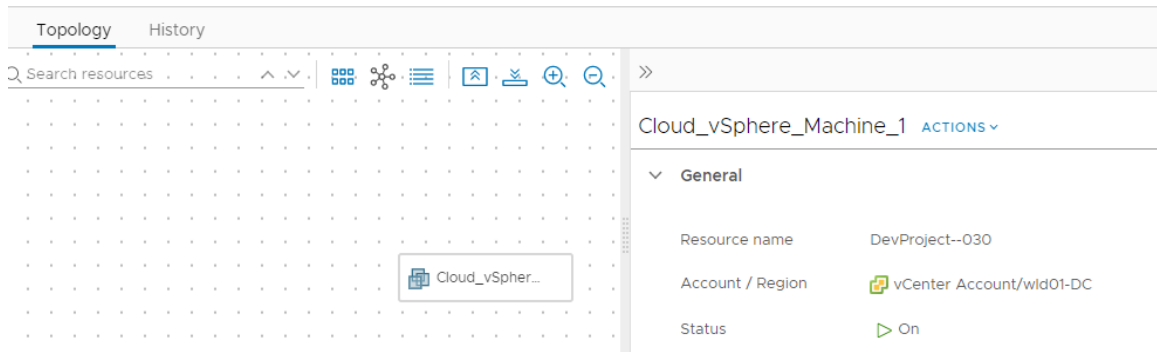 Topology History
Search resources
Cloud_vSphere_Machine_1 ACTIONS
General
Resource name DevProject--030
Cloud_vSpher...
Account / Region vCenter Account/wld01-DC
Status On